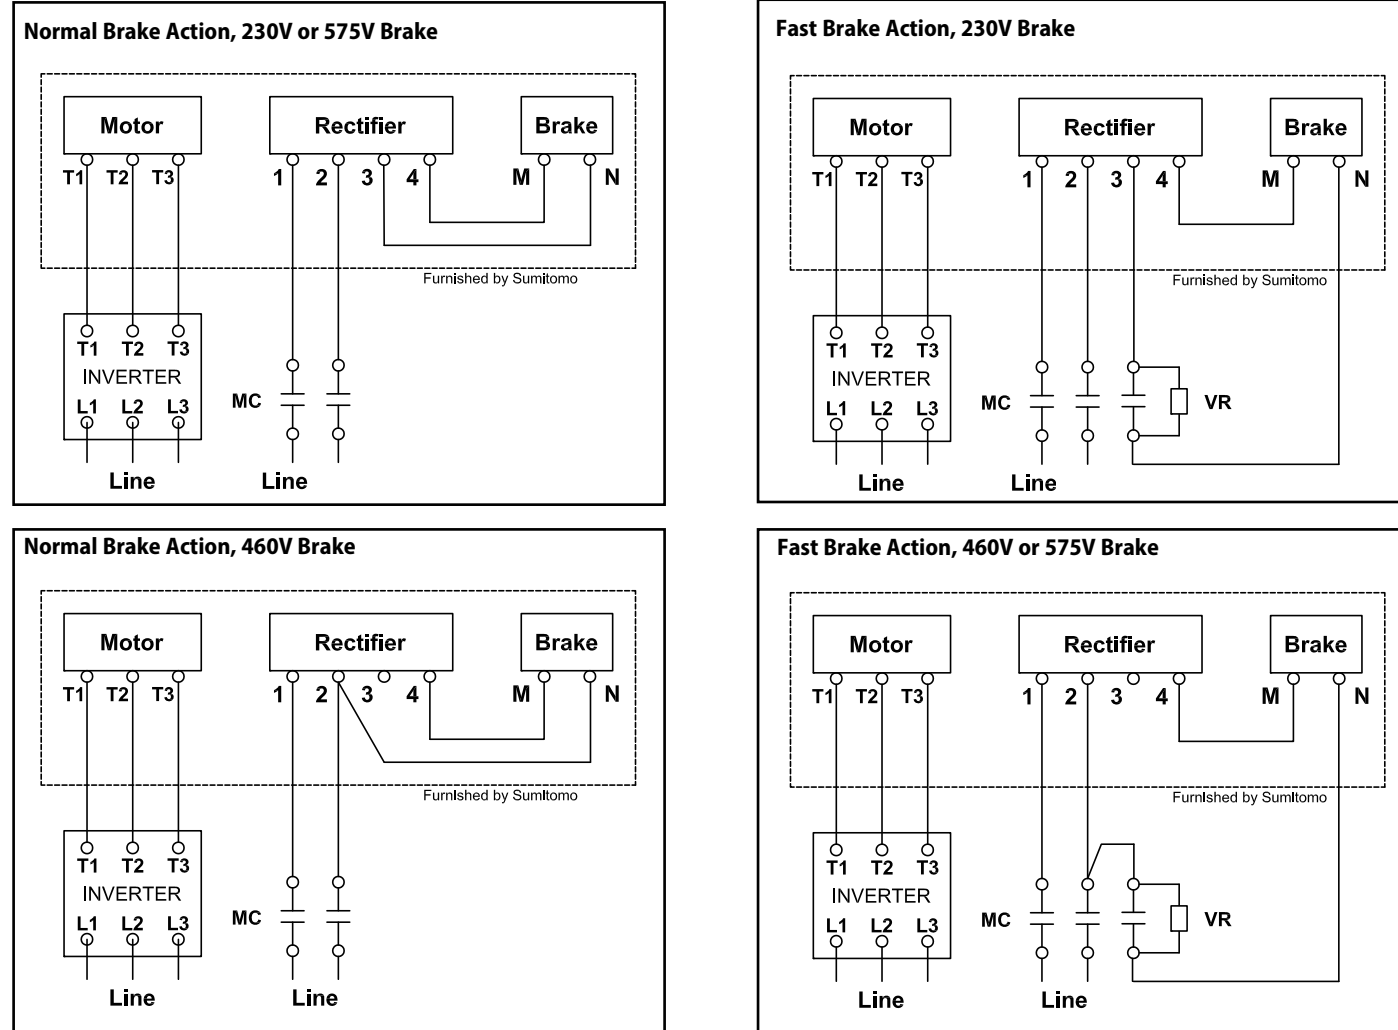 Normal Brake Action, 230V or 575V Brake
Motor Rectifier Brake
T1 T2 T3 1 2 3 4 M N
Furnished by Sumitomo
T1 T2 T3
INVERTER
L1 L2 L3
MC
Line Line
Fast Brake Action, 230V Brake
Motor Rectifier Brake
T1 T2 T3 1 2 3 4 M N
Furnished by Sumitomo
T1 T2 T3
INVERTER
L1 L2 L3
MC VR
Line Line
Normal Brake Action, 460V Brake
Motor Rectifier Brake
T1 T2 T3 1 2 3 4 M N
Furnished by Sumitomo
T1 T2 T3
INVERTER
L1 L2 L3
MC
Line Line
Fast Brake Action, 460V or 575V Brake
Motor Rectifier Brake
T1 T2 T3 1 2 3 4 M N
Furnished by Sumitomo
T1 T2 T3
INVERTER
L1 L2 L3
MC VR
Line Line